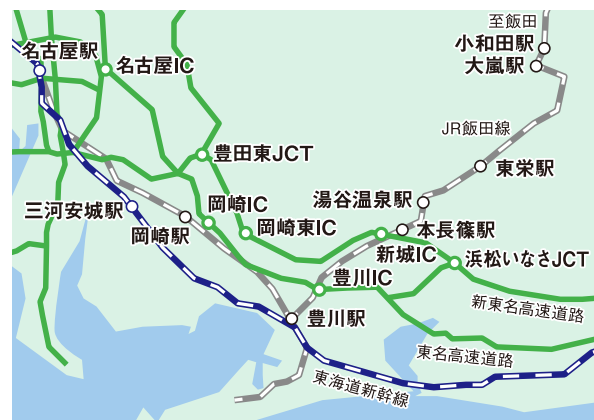 至飯田
小和田駅
大嵐駅
名古屋駅
名古屋IC
JR飯田線
豊田東JCT
東栄駅
湯谷温泉駅
三河安城駅
岡崎IC
岡崎駅
岡崎東IC
本長篠駅
新城IC
浜松いなさJCT
豊川IC
新東名高速道路
豊川駅
東名高速道路
東海道新幹線